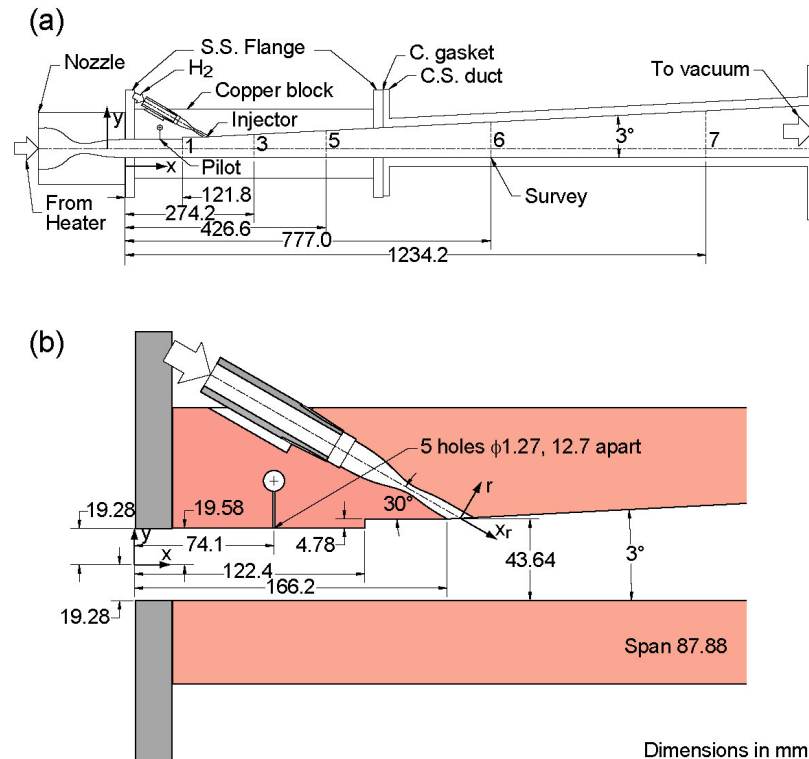 (a)
S.S. Flange
C. gasket
C.S. duct
Nozzle
H2
Copper block
To vacuum
Injector
y
1
3
5
6
7
3°
x
Pilot
From
Heater
121.8
Survey
274.2
426.6
777.0
1234.2
(b)
5 holes ϕ1.27, 12.7 apart
r
19.28
19.58
30°
y
xr
74.1
4.78
x
43.64
3°
122.4
166.2
19.28
Span 87.88
Dimensions in mm